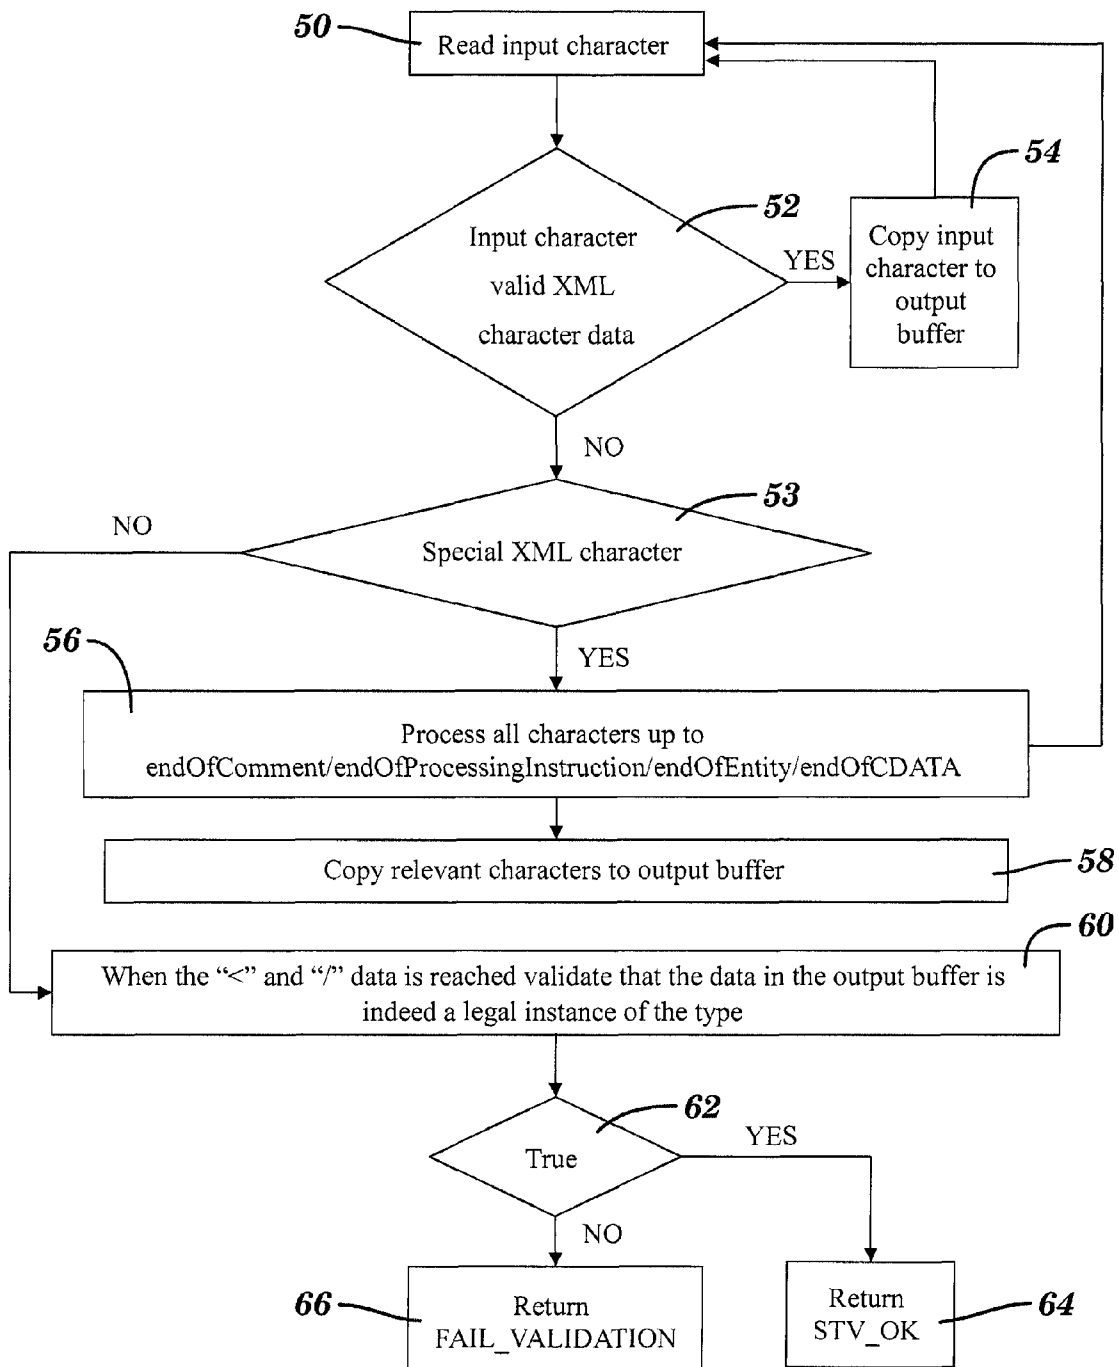 50
Read input character
54
52
Input character
valid XML
character data
YES
Copy input
character to
output
buffer
NO
53
NO
Special XML character
56
YES
Process all characters up to
endOfComment/endOfProcessingInstruction/endOfEntity/endOfCDATA
Copy relevant characters to output buffer
58
60
When the “<” and “/” data is reached validate that the data in the output buffer is
indeed a legal instance of the type
62
YES
True
NO
66
Return
FAIL_VALIDATION
Return
STV_OK
64